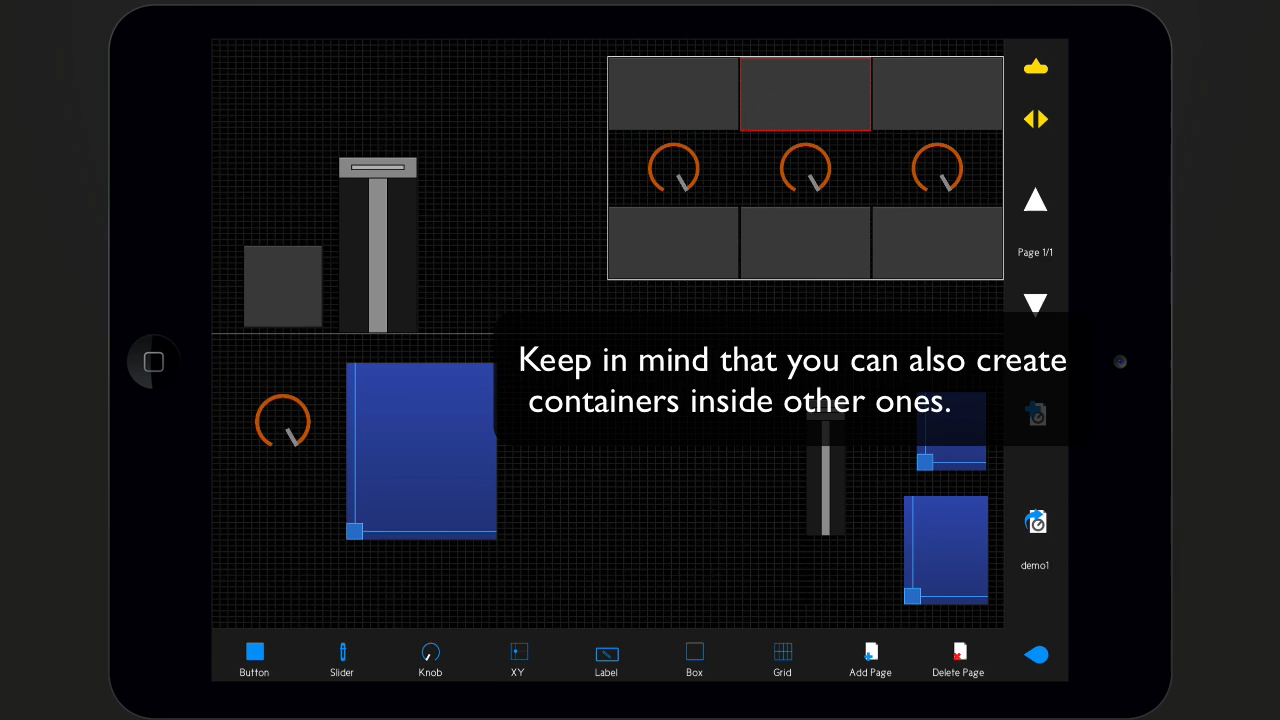 Page 1/1
Keep in mind that you can also create
containers inside other ones.
demo1
Button
Slider
Knob
XY
Label
Box
Grid
Add Page
Delete Page